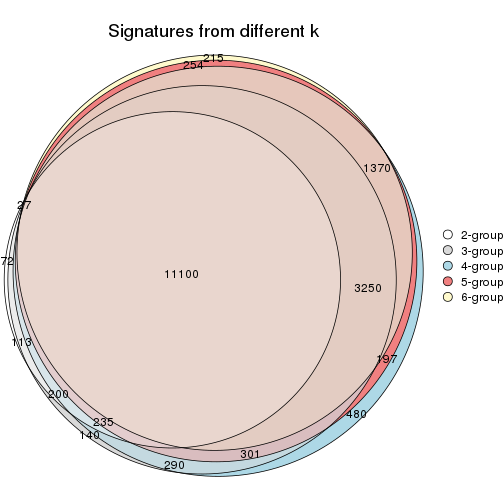 Signatures from different k
215
254
1370
27
72
11100
3250
113
197
200
480
235
140
301
290
2-group
3-group
4-group
5-group
6-group